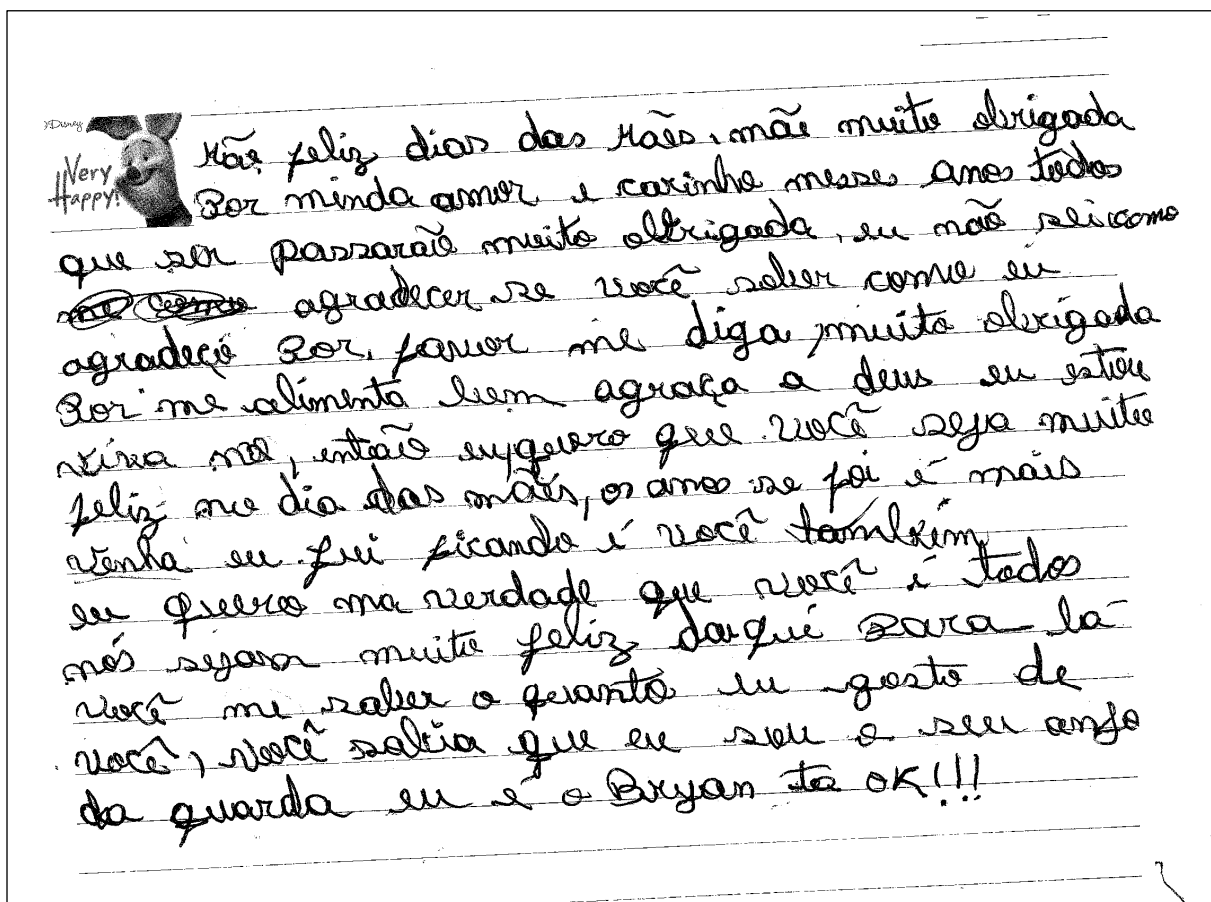 Disney
Very
Happy!
Mãe, feliz dias das Mães, mãe muito obrigada
Por minda amor e carinho messes anos todos
que ser passarão muito obrigada, eu não sei como
agradecer se você saber como eu
agradeço Por, favor me diga, muito obrigada
Por me alimentá bem agraça a deus eu estou
viva né, então eu quero que você seja muito
feliz no dia das mães, os anos se foi é mais
venha eu fui ficando é você também
eu quero na verdade que você é todos
nós sejam muito feliz daqui para lá
você me saber o quanto eu gosto de
você, você sabia que eu sou o seu anjo
da guarda eu e o Bryan ta OK!!!